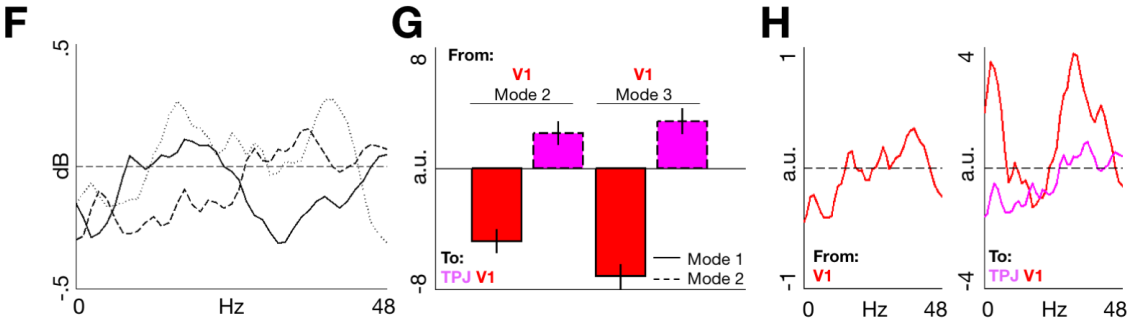 F
.5
dB
-.5
0 Hz 48
G
8
From:
V1 V1
Mode 2 Mode 3
a.u.
To:
TPJ V1
Mode 1
Mode 2
-8
H
1
a.u.
From:
V1
-1
0 Hz 48
4
a.u.
To:
TPJ V1
-4
0 Hz 48